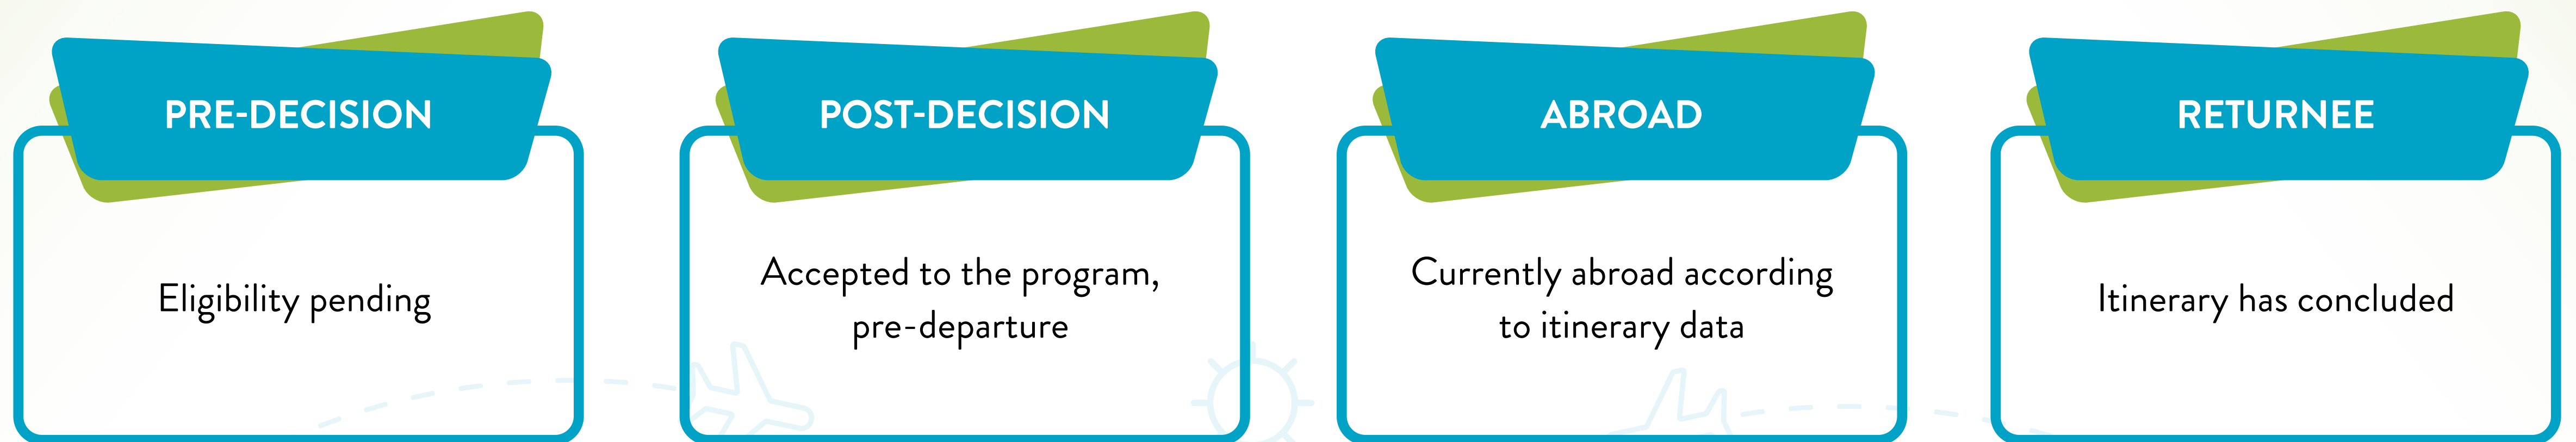 PRE-DECISION
Eligibility pending
POST-DECISION
Accepted to the program,
pre-departure
ABROAD
Currently abroad according
to itinerary data
RETURNEE
Itinerary has concluded